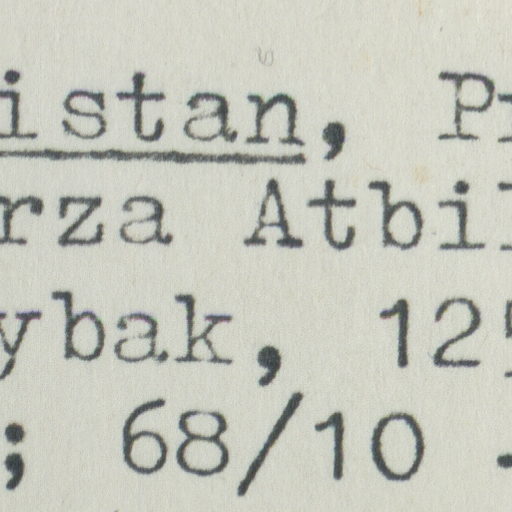 istan, P
rza Atbi
ybak, 12
; 68/10 -